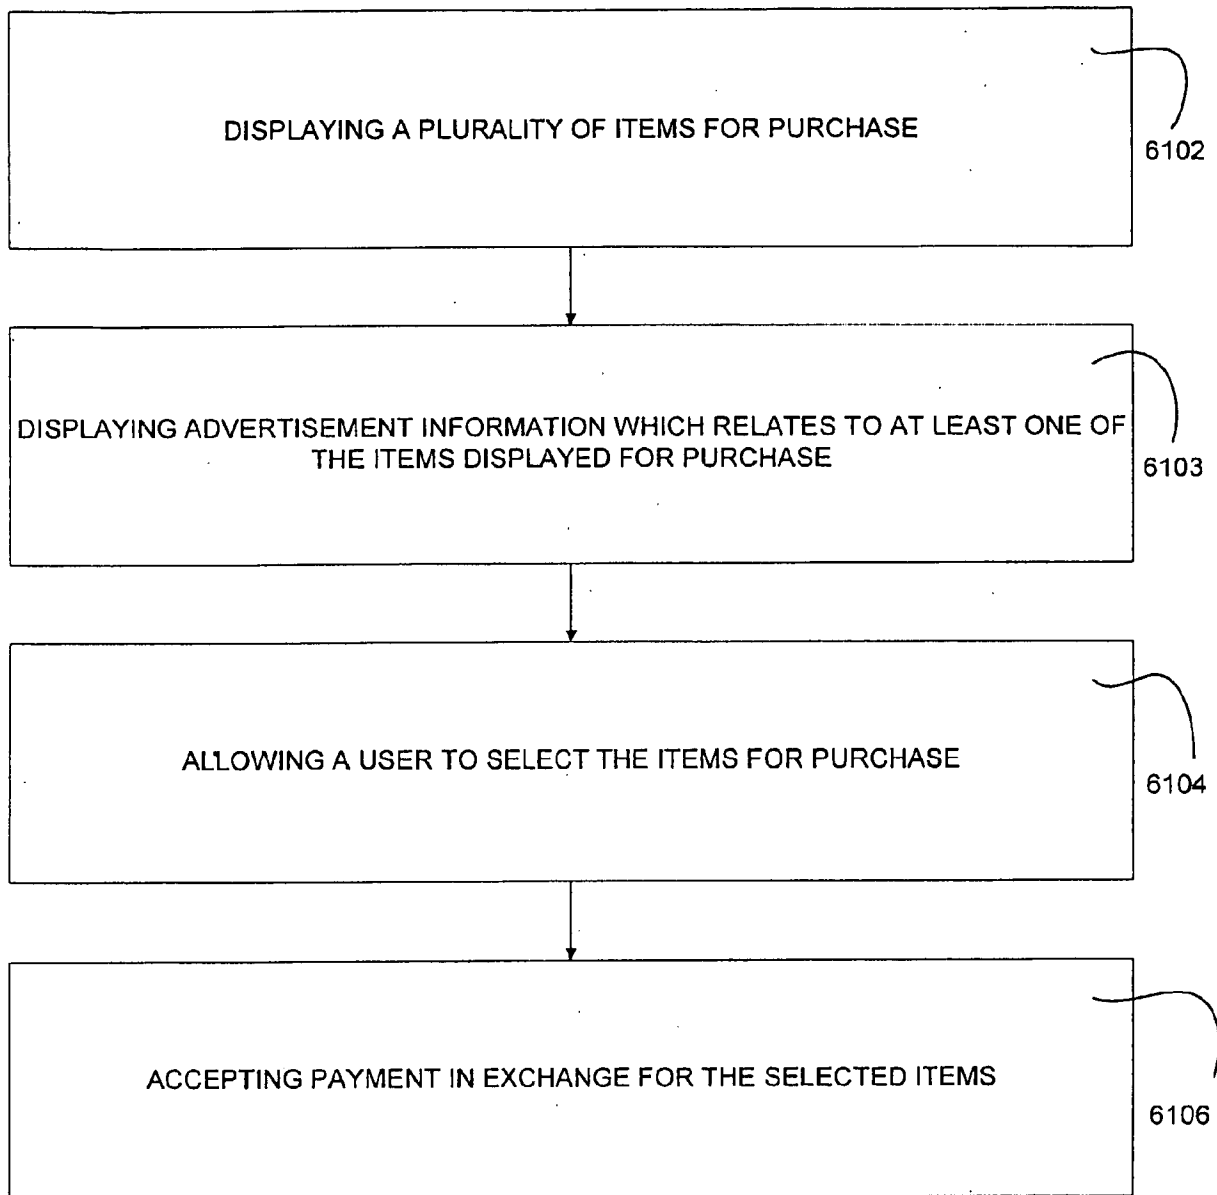 DISPLAYING A PLURALITY OF ITEMS FOR PURCHASE
6102
DISPLAYING ADVERTISEMENT INFORMATION WHICH RELATES TO AT LEAST ONE OF
THE ITEMS DISPLAYED FOR PURCHASE
6103
ALLOWING A USER TO SELECT THE ITEMS FOR PURCHASE
6104
ACCEPTING PAYMENT IN EXCHANGE FOR THE SELECTED ITEMS
6106